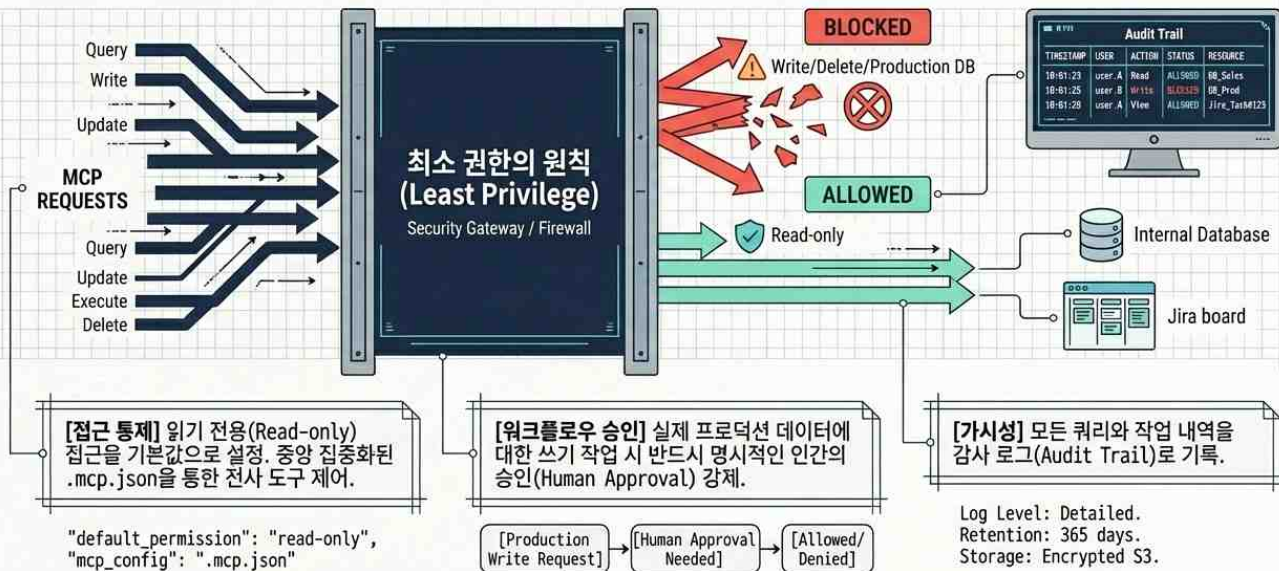 Query
Write
Update
MCP
REQUESTS
Query
Update
Execute
Delete
최소 권한의 원칙
(Least Privilege)
Security Gateway / Firewall
BLOCKED
Write/Delete/Production DB
ALLOWED
Read-only
Audit Trail
USER ACTION STATUS RESOURCE
user.A Read
user.B
user.A
Internal Database
Jira board
[접근 통제] 읽기 전용(Read-only)
접근을 기본값으로 설정. 중앙 집중화된
.mcp.json을 통한 전사 도구 제어.
"default_permission": "read-only",
"mcp_config": ".mcp.json"
[워크플로우 승인] 실제 프로덕션 데이터에
대한 쓰기 작업 시 반드시 명시적인 인간의
승인(Human Approval) 강제.
[Production
Write Request]
[Human Approval
Needed]
[Allowed/
Denied]
[가시성] 모든 쿼리와 작업 내역을
감사 로그(Audit Trail)로 기록.
Log Level: Detailed.
Retention: 365 days.
Storage: Encrypted S3.